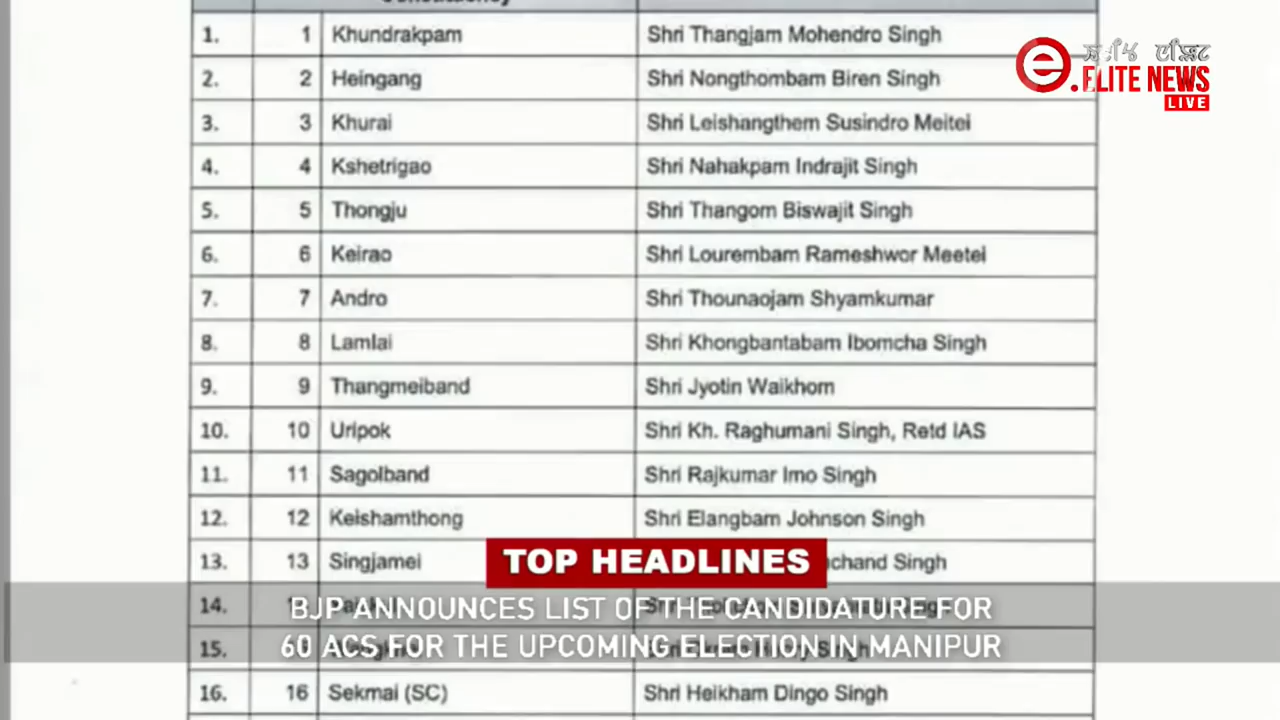 1. 1 Khundrakpam Shri Thangjam Mohendro Singh
2. 2 Heingang Shri Nongthombam Biren Singh
3. 3 Khurai Shri Leishangthem Susindro Meitei
4. 4 Kshetrigao Shri Nahakpam Indrajit Singh
5. 5 Thongju Shri Thangom Biswajit Singh
6. 6 Keirao Shri Lourembam Rameshwor Meetei
7. 7 Andro Shri Thounaojam Shyamkumar
8. 8 Lamlai Shri Khongbantabam Ibomcha Singh
9. 9 Thangmeiband Shri Jyotin Waikhom
10. 10 Uripok Shri Kh. Raghumani Singh, Retd IAS
11. 11 Sagolband Shri Rajkumar Imo Singh
12. 12 Keishamthong Shri Elangbam Johnson Singh
13. 13 Singjamei Singh
14.
15.
16. 16 Sekmai (SC) Shri Heikham Dingo Singh
e. ELITE NEWS
LIVE
TOP HEADLINES
BJP ANNOUNCES LIST OF THE CANDIDATURE FOR
60 ACS FOR THE UPCOMING ELECTION IN MANIPUR